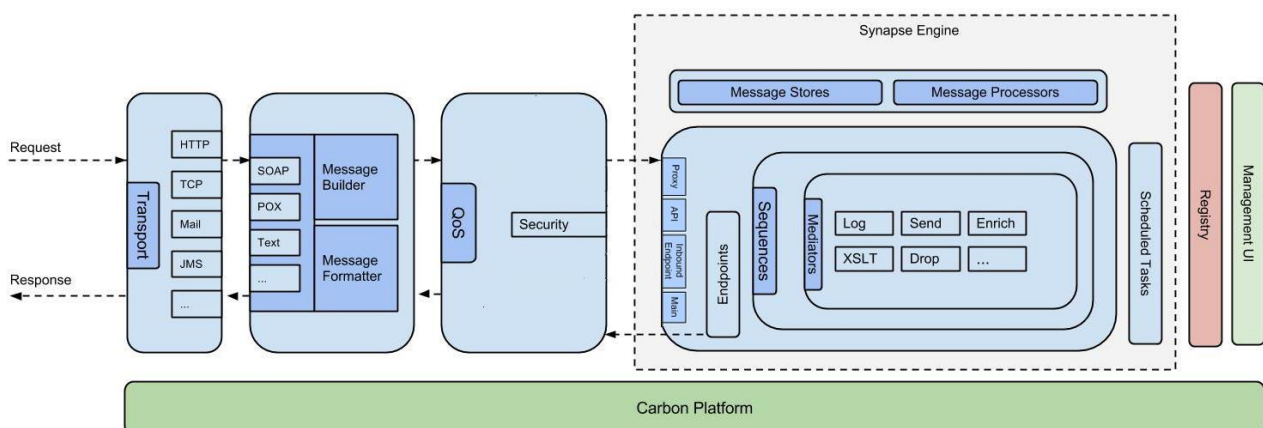 Synapse Engine
Message Stores
Message Processors
Request
Response
Transport
HTTP
TCP
Mail
JMS
...
SOAP
POX
Text
...
Message
Builder
Message
Formatter
QoS
Security
Proxy
API
Inbound
Endpoint
Main
Endpoints
Sequences
Mediators
Log
Send
Enrich
XSLT
Drop
...
Scheduled Tasks
Registry
Management UI
Carbon Platform